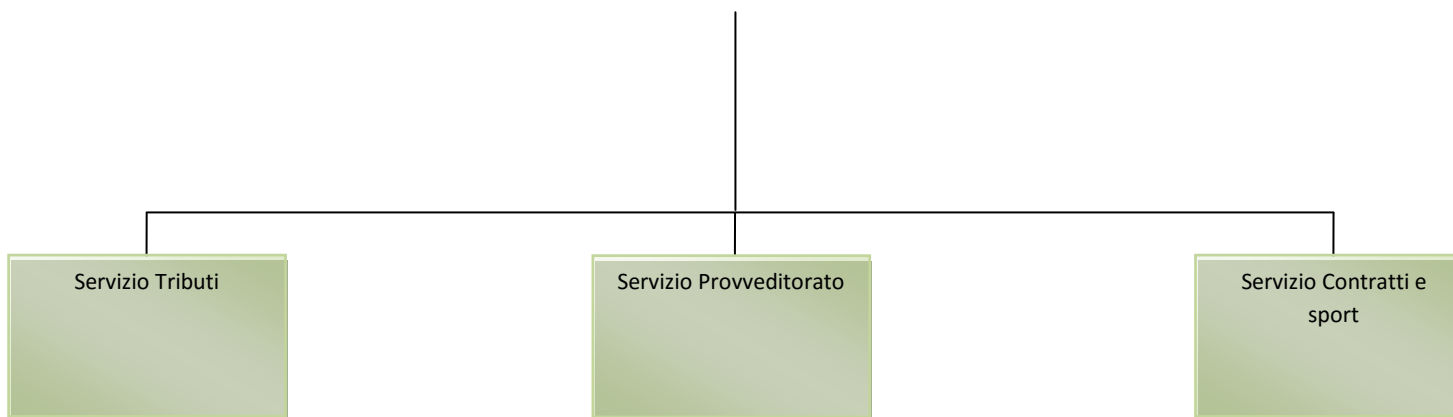 Servizio Tributi
Servizio Provveditorato
Servizio Contratti e
sport